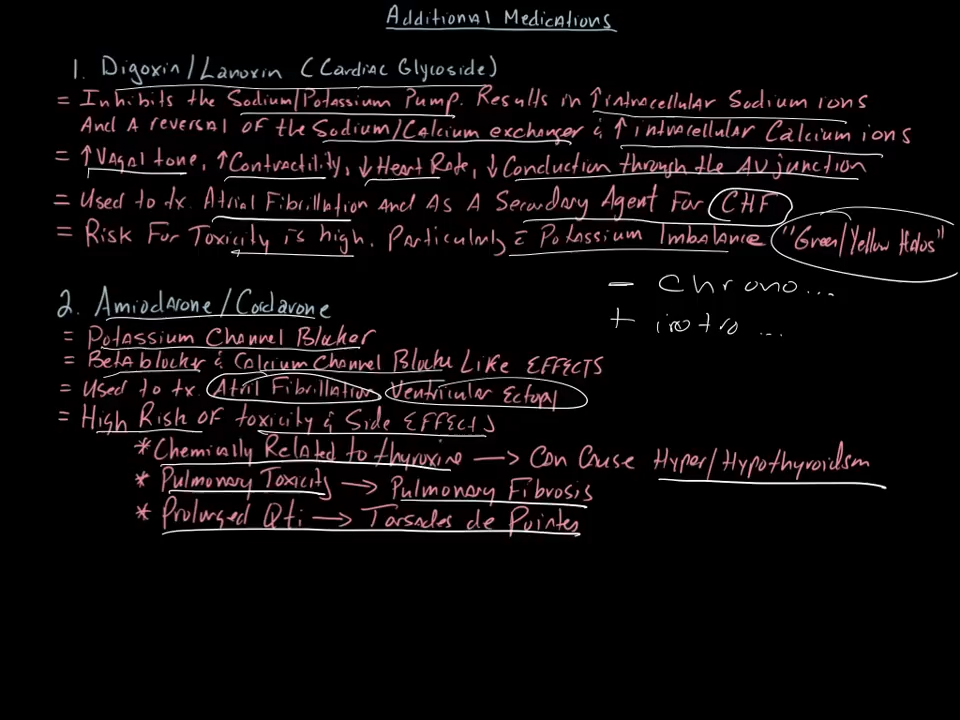 Additional Medications
1. Digoxin/Lanoxin (Cardiac Glycoside)
= Inhibits the Sodium/Potassium Pump. Results in ↑intracellular Sodium ions
And A reversal of the Sodium/Calcium exchanger & ↑ intracellular Calcium ions
= ↑Vagal tone, ↑Contractility, ↓Heart Rate, ↓Conduction through the AV junction
= Used to tx. Atrial Fibrillation And As A Secondary Agent For CHF
= Risk For Toxicity is high. Particularly c̄ Potassium Imbalance "Green/Yellow Halos"
- Chrono...
+ inotro ...
2. Amiodarone/Cordarone
= Potassium Channel Blocker
= Beta blocker & Calcium Channel Blocke Like EFFECTS
= Used to tx. Atril Fibrillation Ventricular Ectopy
= High Risk of toxicity & Side EFFECTS
* Chemically Related to thyroxine → Can Cause Hyper/Hypothyroidsm
* Pulmonary Toxicity → Pulmonary Fibrosis
* Prolonged Qti → Torsades de Pointes